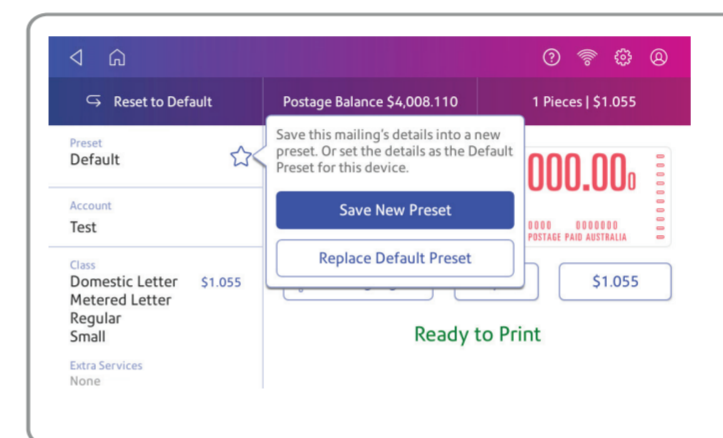 Reset to Default
Postage Balance $4,008.110
1 Pieces | $1.055
Preset
Default
Save this mailing's details into a new
preset. Or set the details as the Default
Preset for this device.
Save New Preset
Replace Default Preset
000.000
0000 0000000
POSTAGE PAID AUSTRALIA
Account
Test
Class
Domestic Letter $1.055
Metered Letter
Regular
Small
$1.055
Ready to Print
Extra Services
None